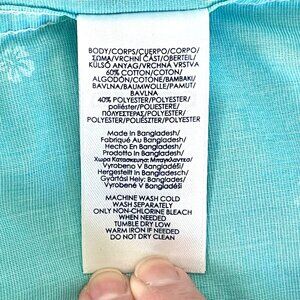 BODY/CORPS/CUERPO/CORPO/
ΣΩΜΑ/VRCHNÍ ČÁST/OBERTEIL/
KÜLSŐ ANYAG/VRCHNÁ VRSTVA
60% COTTON/COTON/
ALGODÓN/COTONE/ΒΑΜΒΑΚΙ/
BAVLNA/BAUMWOLLE/PAMUT/
BAVLNA
40% POLYESTER/POLYESTER/
poliéster/POLIESTERE/
ΠΟΛΥΕΣΤΕΡΑΣ/POLYESTER/
POLYESTER/POLIÉSZTER/POLYESTER
Made In Bangladesh/
Fabriqué Au Bangladesh/
Hecho En Bangladesh/
Prodotto In Bangladesh/
Χώρα Κατασκευής: Μπαγκλαντές/
Vyrobeno V Bangladéši/
Hergestellt In Bangladesch/
Gyártási Hely: Banglades/
Vyrobené V Bangladéši
MACHINE WASH COLD
WASH SEPARATELY
ONLY NON-CHLORINE BLEACH
WHEN NEEDED
TUMBLE DRY LOW
WARM IRON IF NEEDED
DO NOT DRY CLEAN